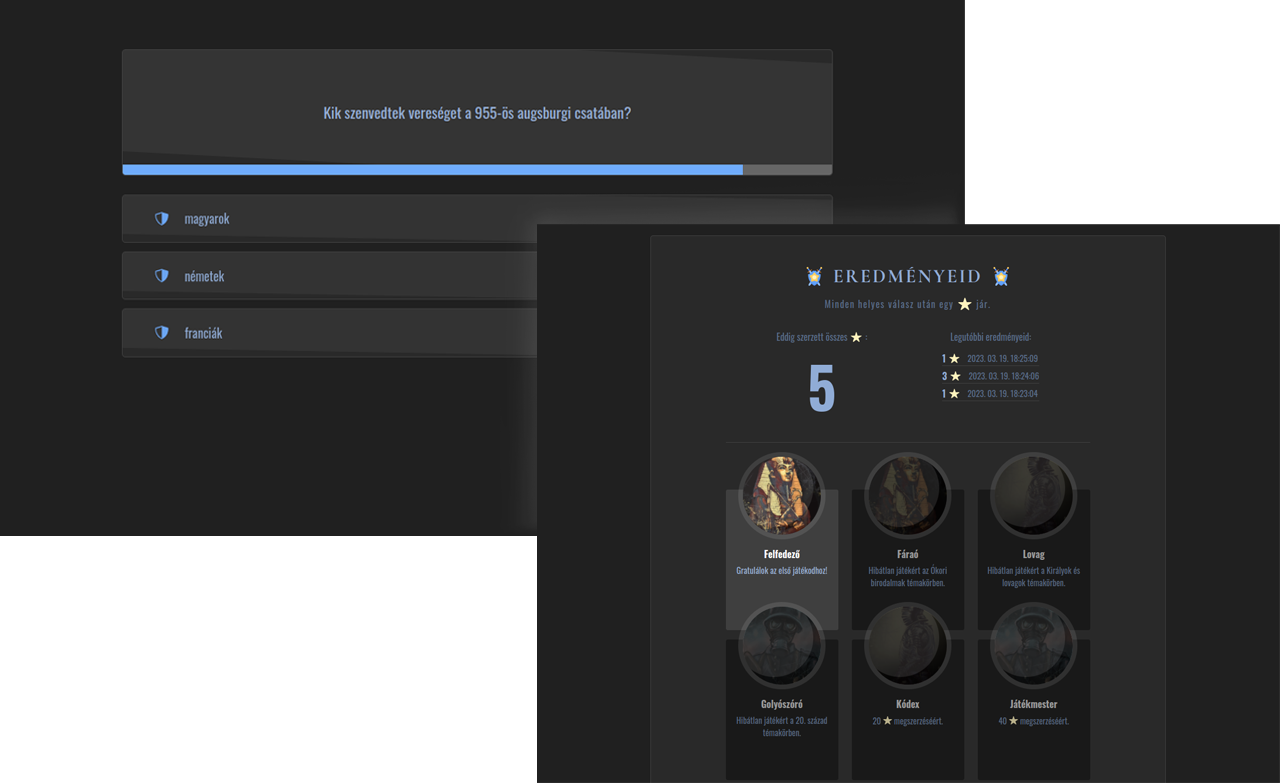 Kik szenvedtek vereséget a 955-ös augsburgi csatában?
magyarok
németek
franciák
EREDMÉNYEID
Minden helyes válasz után egy jár.
Eddig szerzett összes :
5
Legutóbbi eredményeid:
1 2023. 03. 19. 18:25:09
3 2023. 03. 19. 18:24:06
1 2023. 03. 19. 18:23:04
Felfedező
Gratulálok az első játékodhoz!
Fáraó
Hibátlan játékért az Ókori
birodalmak témakörben.
Lovag
Hibátlan játékért a Királyok és
lovagok témakörben.
Golyószóró
Hibátlan játékért a 20. század
témakörben.
Kódex
20 megszerzéséért.
Játékmester
40 megszerzéséért.